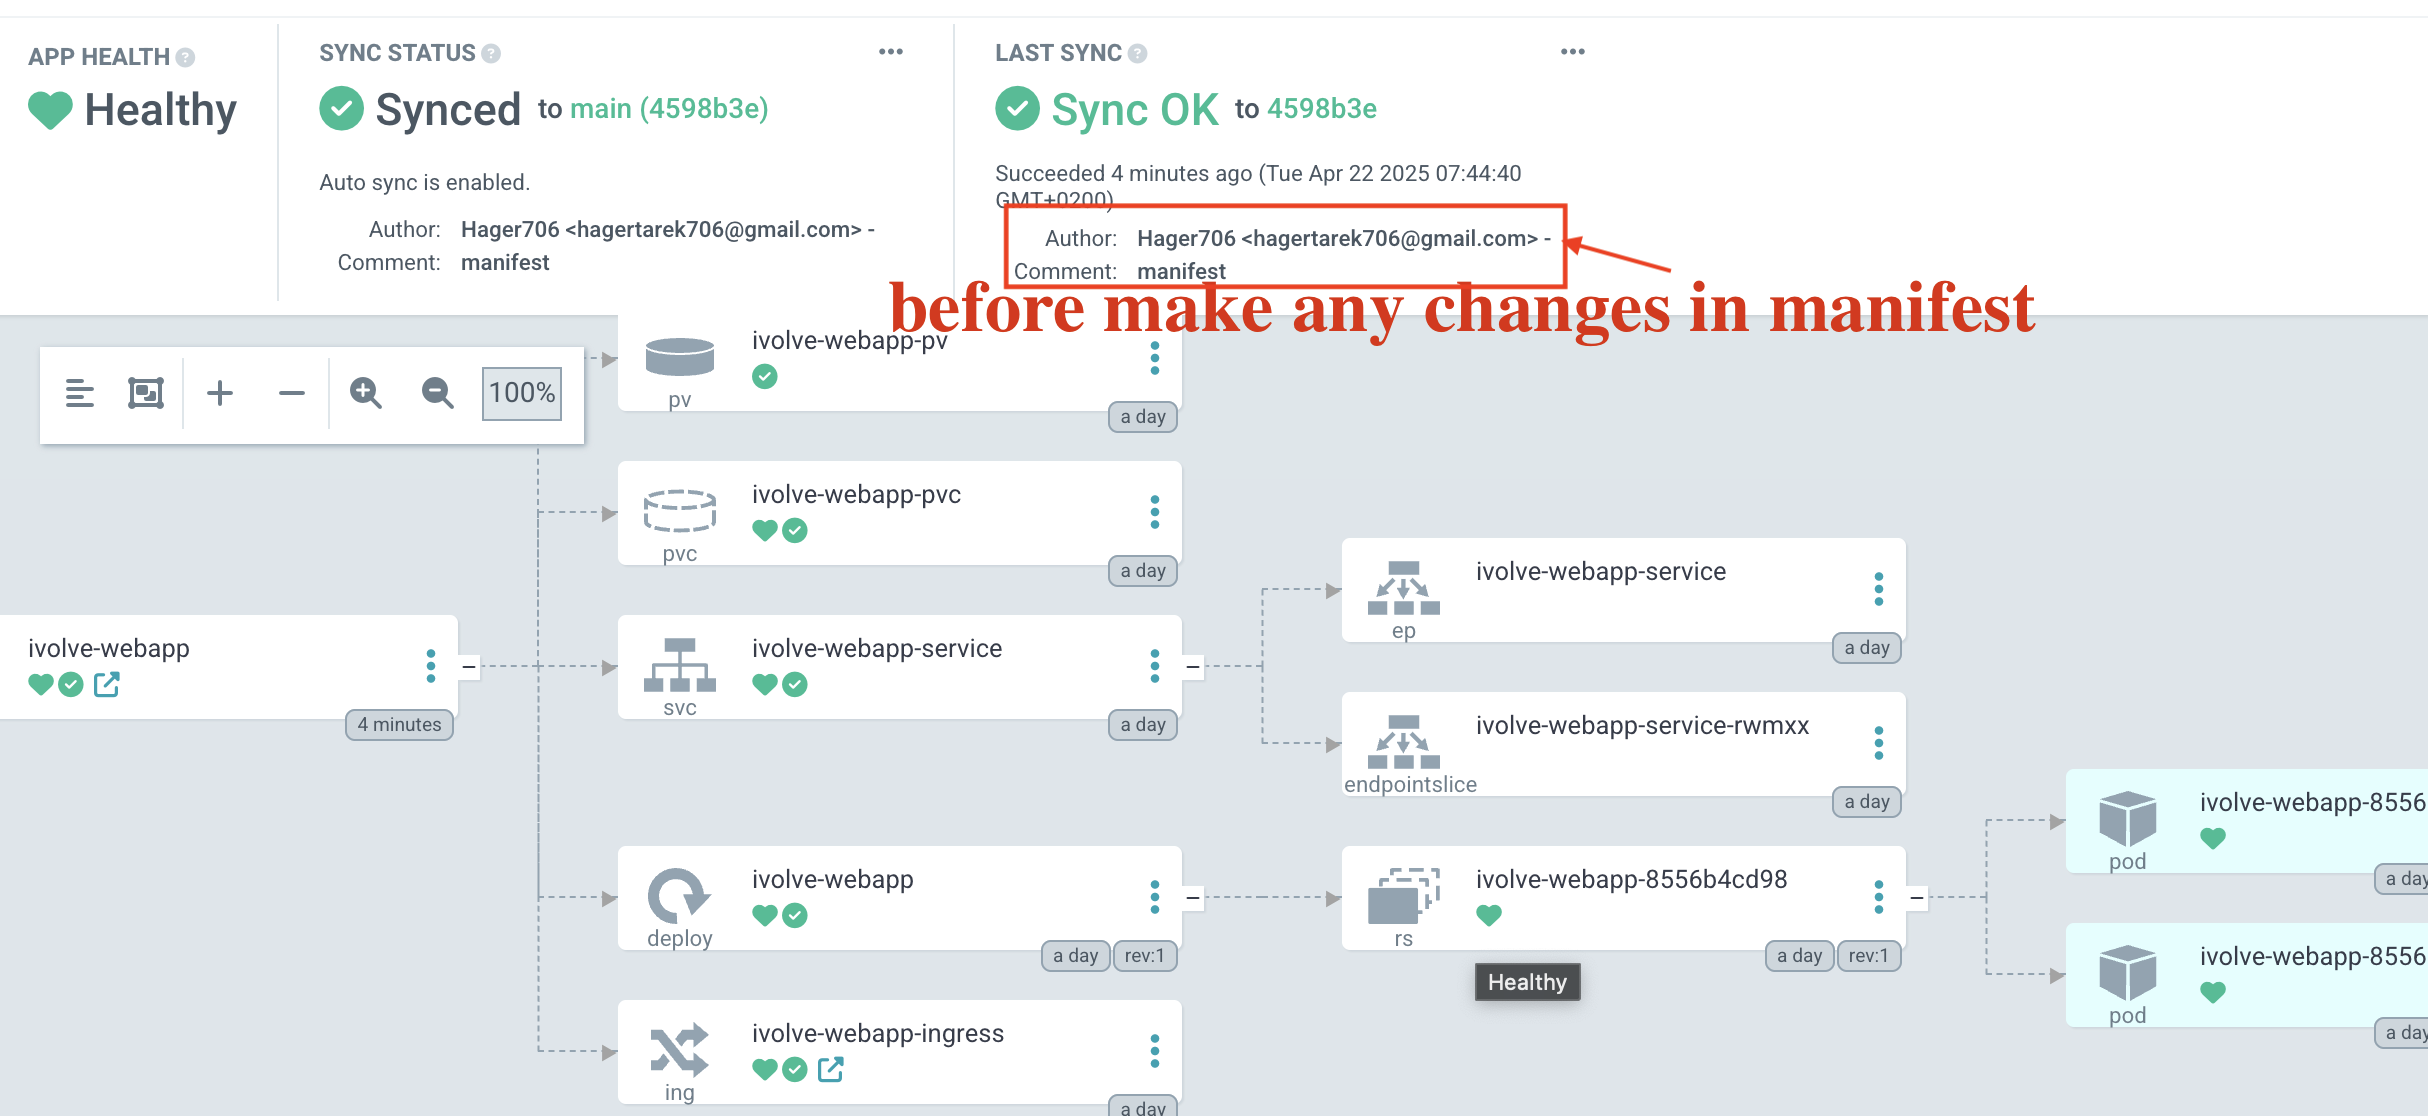 APP HEALTH ?
Healthy
SYNC STATUS ?
Synced to main (4598b3e)
Auto sync is enabled.
Author: Hager706 <hagertarek706@gmail.com> -
Comment: manifest
LAST SYNC ?
Sync OK to 4598b3e
Succeeded 4 minutes ago (Tue Apr 22 2025 07:44:40
GMT+0200)
Author: Hager706 <hagertarek706@gmail.com> -
Comment: manifest
before make any changes in manifest
100%
ivolve-webapp
4 minutes
ivolve-webapp-pv
pv
a day
ivolve-webapp-pvc
pvc
a day
ivolve-webapp-service
svc
a day
ivolve-webapp
deploy
a day rev:1
ivolve-webapp-ingress
ing
a day
ivolve-webapp-service
ep
a day
ivolve-webapp-service-rwmxx
endpointslice
a day
ivolve-webapp-8556b4cd98
rs
a day rev:1
Healthy
ivolve-webapp-8556
pod
a day
ivolve-webapp-8556
pod
a day